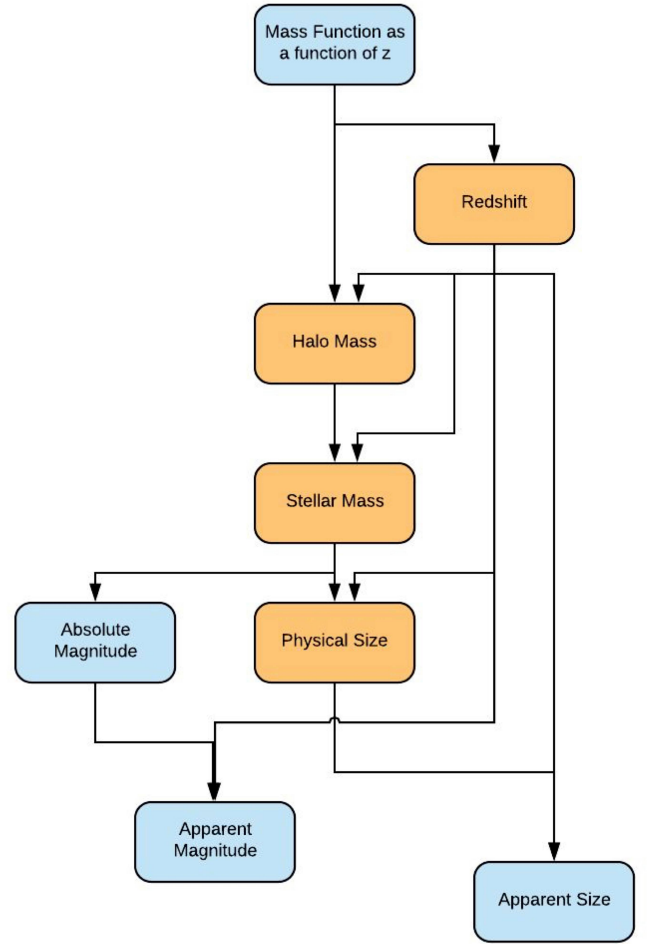 Mass Function as
a function of z
Redshift
Halo Mass
Stellar Mass
Absolute
Magnitude
Physical Size
Apparent
Magnitude
Apparent Size